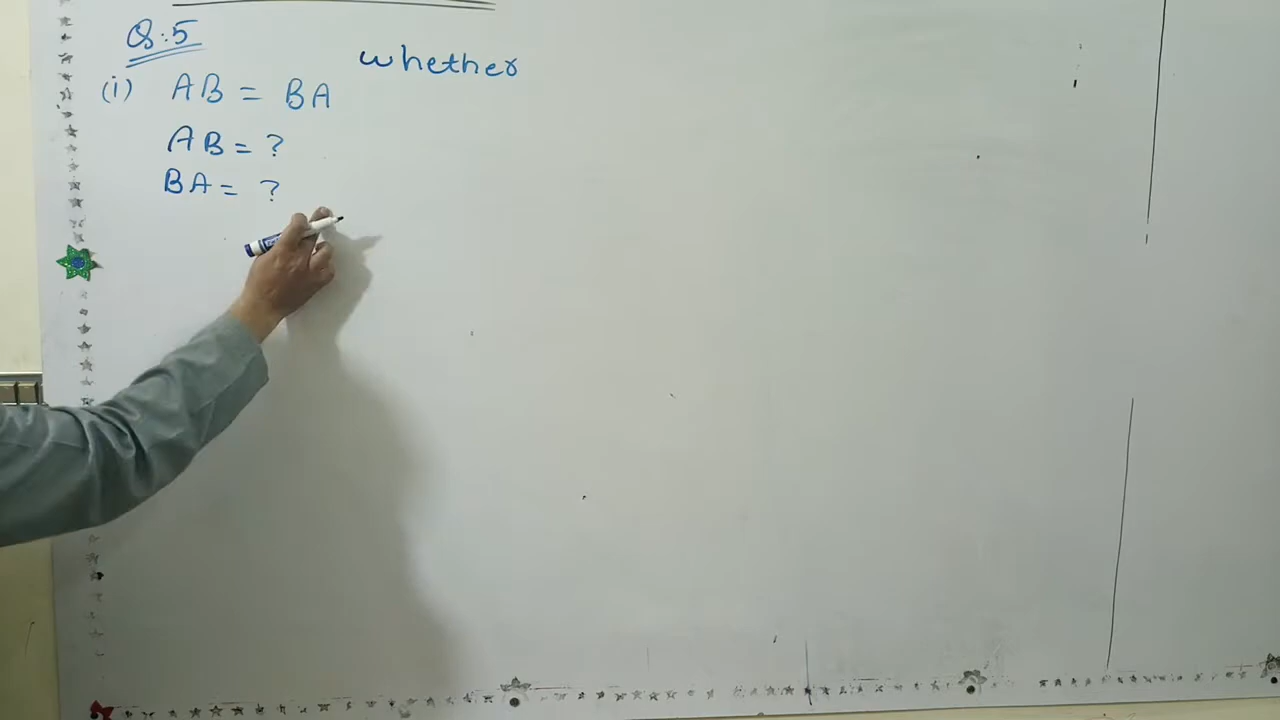 Q:5
whether
(i) AB = BA
AB = ?
BA = ?